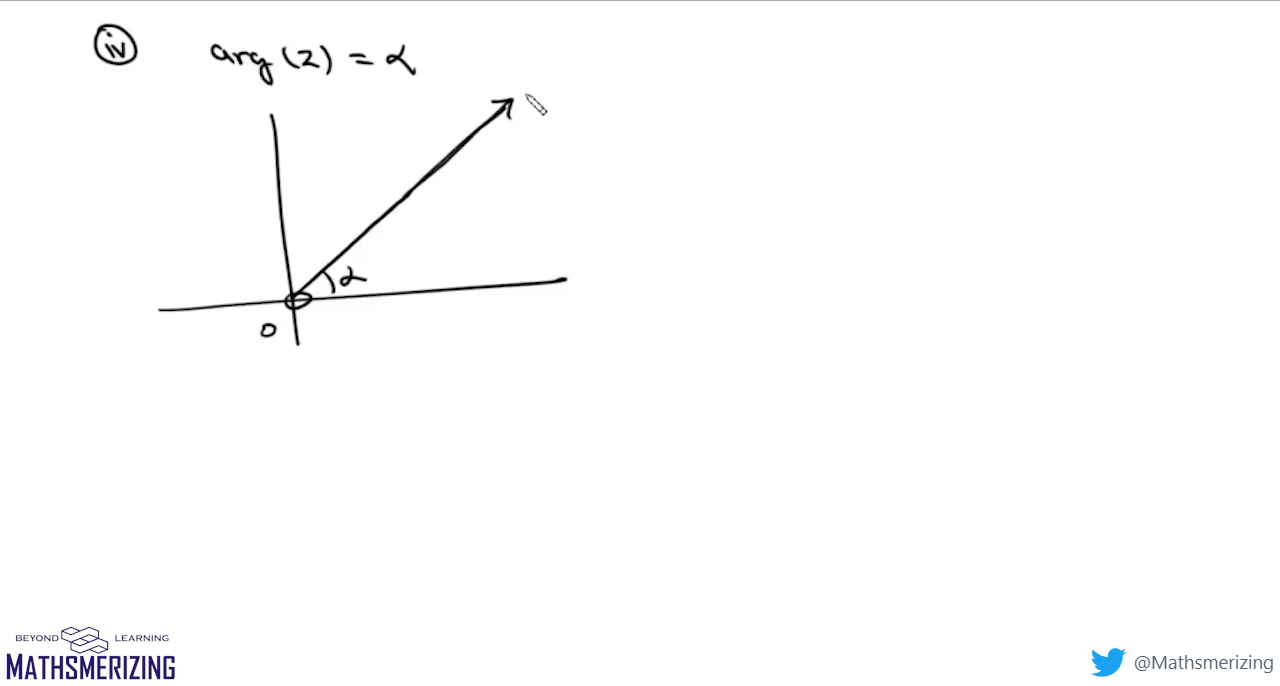 iv arg (z) = α
α
0
BEYOND LEARNING
MATHSMERIZING
@Mathsmerizing